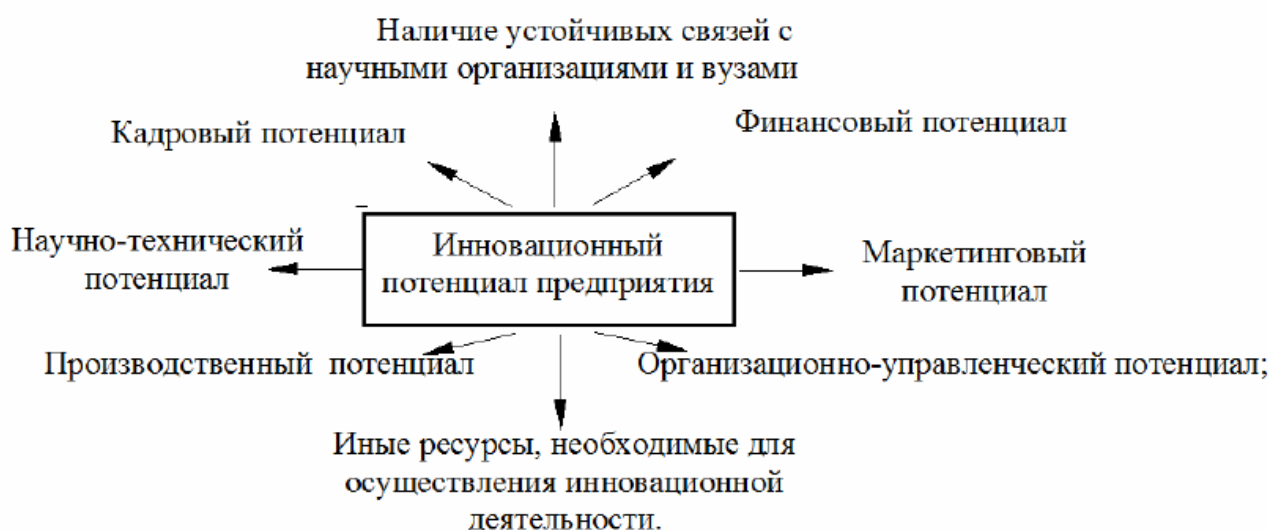 Наличие устойчивых связей с
научными организациями и вузами
Кадровый потенциал
Финансовый потенциал
Научно-технический
потенциал
Инновационный
потенциал предприятия
Маркетинговый
потенциал
Производственный потенциал
Организационно-управленческий потенциал;
Иные ресурсы, необходимые для
осуществления инновационной
деятельности.